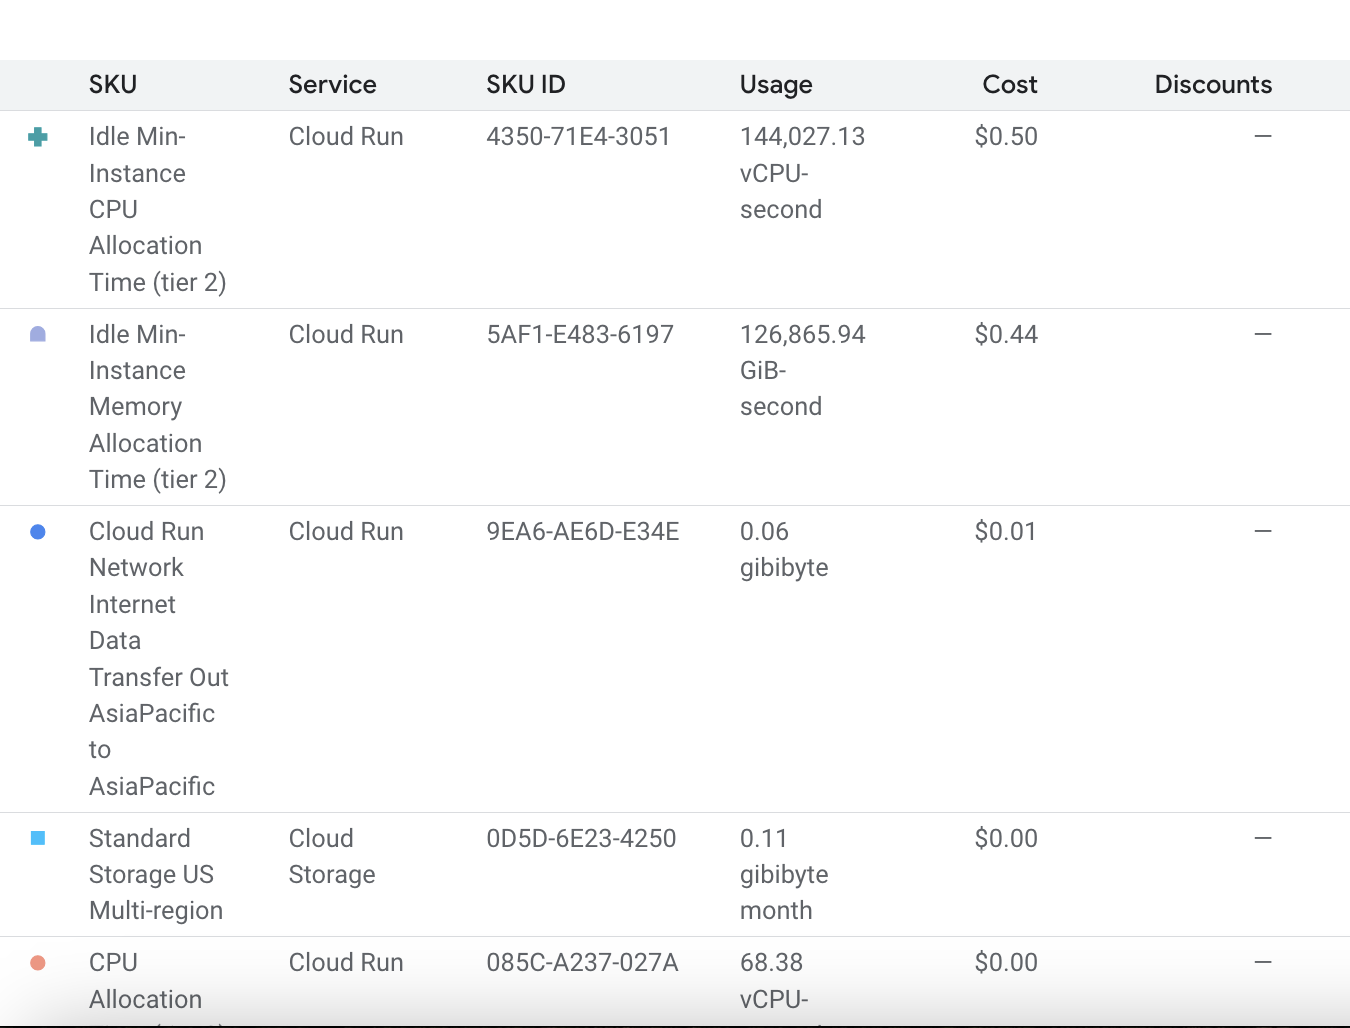 SKU Service SKU ID Usage Cost Discounts
Idle Min- Cloud Run 4350-71E4-3051 144,027.13 $0.50 —
Instance vCPU-
CPU second
Allocation
Time (tier 2)
Idle Min- Cloud Run 5AF1-E483-6197 126,865.94 $0.44 —
Instance GiB-
Memory second
Allocation
Time (tier 2)
Cloud Run Cloud Run 9EA6-AE6D-E34E 0.06 $0.01 —
Network gibibyte
Internet
Data
Transfer Out
AsiaPacific
to
AsiaPacific
Standard Cloud 0D5D-6E23-4250 0.11 $0.00 —
Storage US Storage gibibyte
Multi-region month
CPU Cloud Run 085C-A237-027A 68.38 $0.00 —
Allocation vCPU-